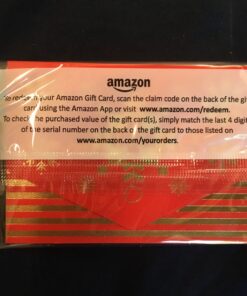 amazon
redeem your Amazon Gift Card, scan the claim code on the back of the gift
card using the Amazon App or visit www.amazon.com/redeem.
To check the purchased value of the gift card(s), simply match the last 4 digit
of the serial number on the back of the gift card to those listed on
www.amazon.com/yourorders.